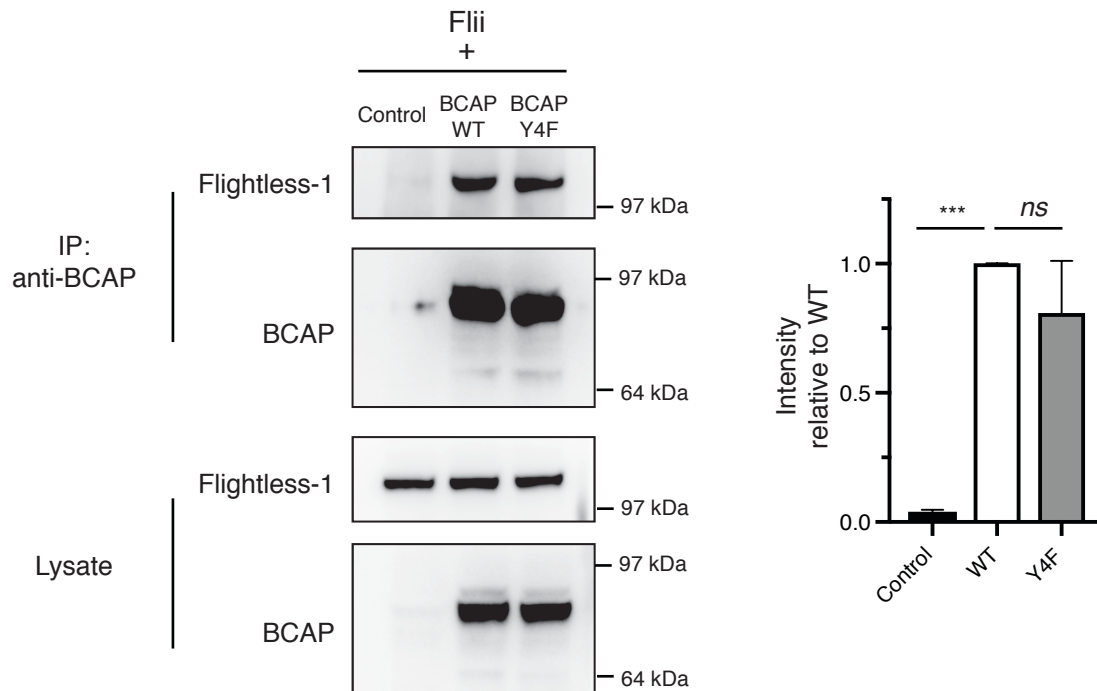 Flii
+
Control
BCAP
WT
BCAP
Y4F
IP:
anti-BCAP
Flightless-1
97 kDa
BCAP
97 kDa
64 kDa
Lysate
Flightless-1
97 kDa
BCAP
97 kDa
64 kDa
Intensity
relative to WT
***
ns
1.0
0.5
0.0
Control
WT
Y4F